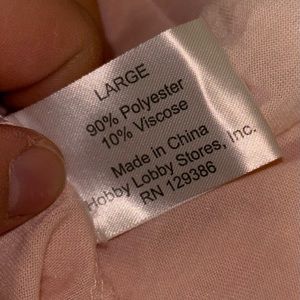 LARGE
90% Polyester
10% Viscose
Made in China
Hobby Lobby Stores, Inc.
RN 129386